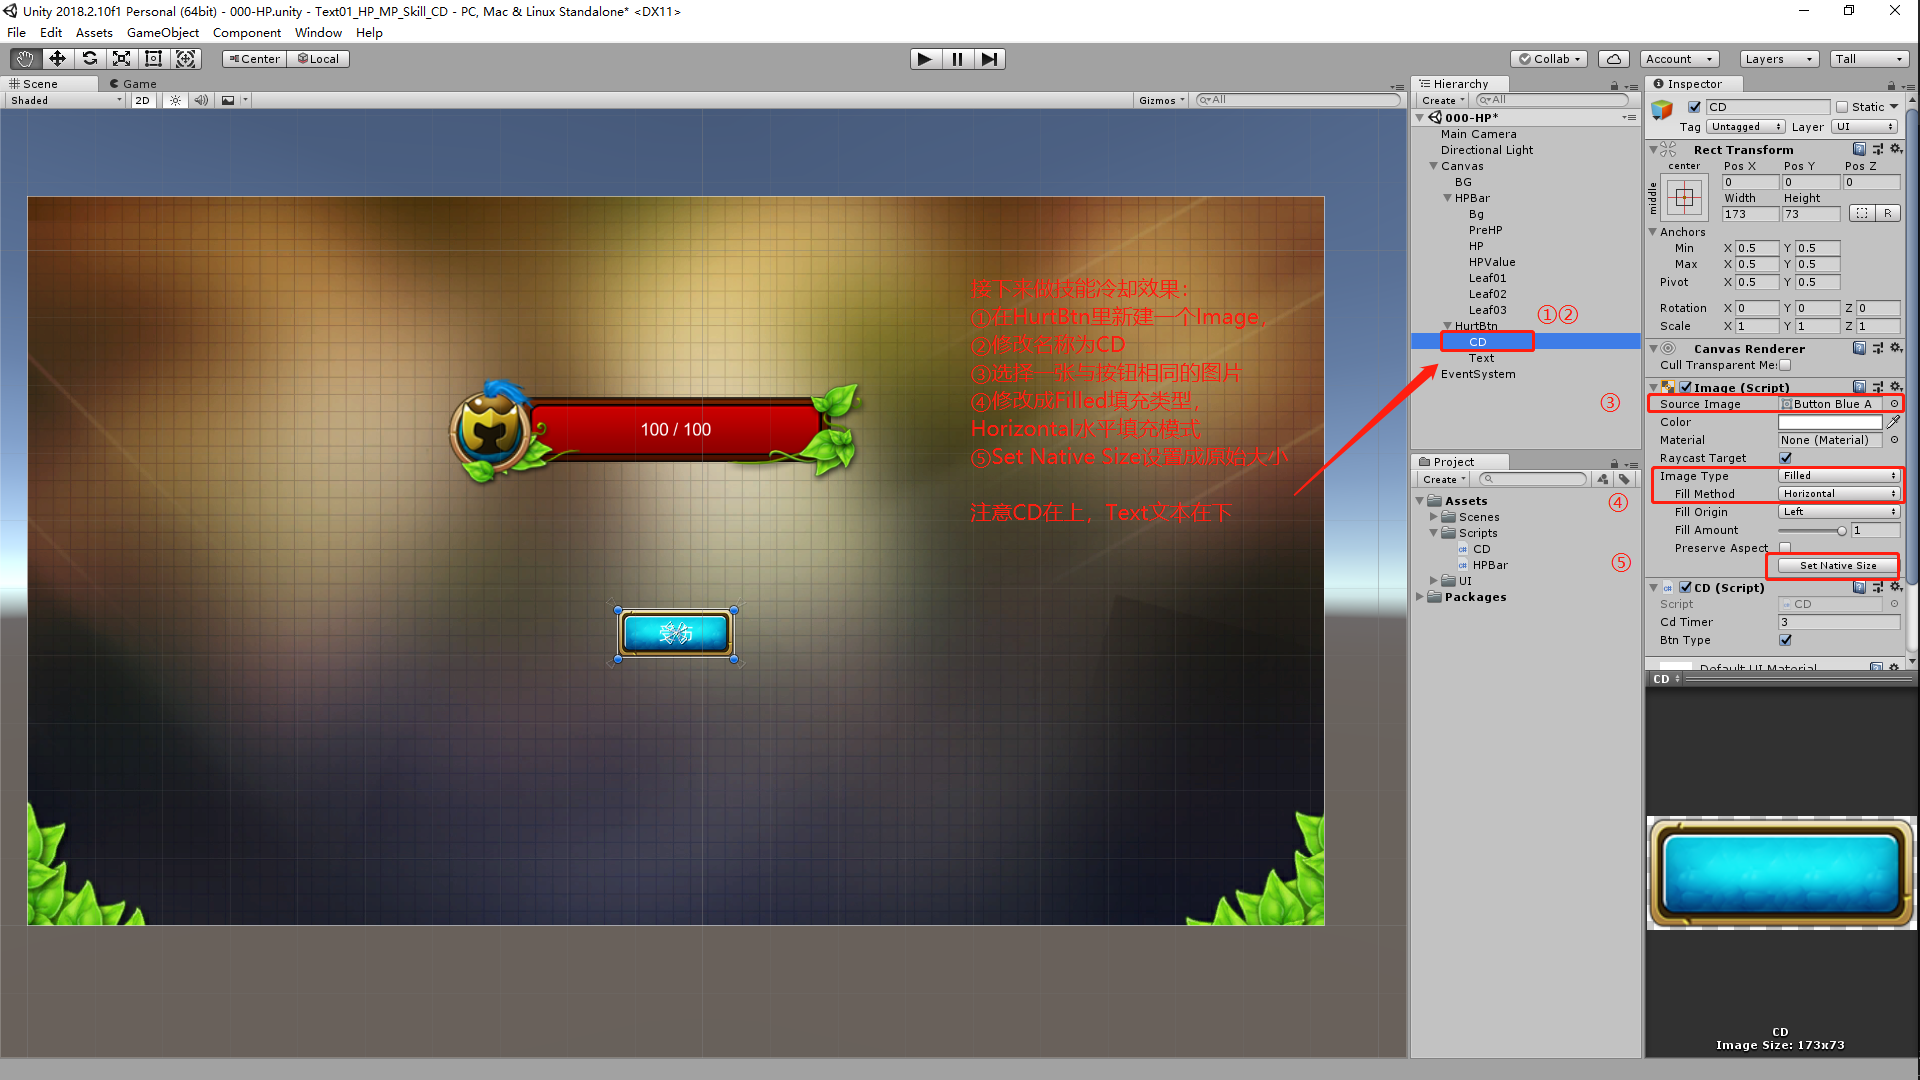 Unity 2018.2.10f1 Personal (64bit) - 000-HP.unity - Text01_HP_MP_Skill_CD - PC, Mac & Linux Standalone* <DX11>
File Edit Assets GameObject Component Window Help
Center Local
Collab Account Layers Tall
Scene Game
Shaded 2D Gizmos All
接下来做技能冷却效果：
①在HurtBtn里新建一个Image，
②修改名称为CD
③选择一张与按钮相同的图片
④修改成Filled填充类型，
Horizontal水平填充模式
⑤Set Native Size设置成原始大小
注意CD在上，Text文本在下
100 / 100
受伤
Hierarchy
Create All
000-HP*
Main Camera
Directional Light
Canvas
BG
HPBar
Bg
PreHP
HP
HPValue
Leaf01
Leaf02
Leaf03
①②
HurtBtn
CD
Text
EventSystem
③
Project
Create
④
Assets
Scenes
Scripts
CD
HPBar
⑤
UI
Packages
Inspector
CD Static
Tag Untagged Layer UI
Rect Transform
center Pos X Pos Y Pos Z
0 0 0
middle
Width Height
173 73 R
Anchors
Min X 0.5 Y 0.5
Max X 0.5 Y 0.5
Pivot X 0.5 Y 0.5
Rotation X 0 Y 0 Z 0
Scale X 1 Y 1 Z 1
Canvas Renderer
Cull Transparent Me
Image (Script)
Source Image Button Blue A
Color
Material None (Material)
Raycast Target
Image Type Filled
Fill Method Horizontal
Fill Origin Left
Fill Amount 1
Preserve Aspect
Set Native Size
CD (Script)
Script CD
Cd Timer 3
Btn Type
Default UI Material
CD
CD
Image Size: 173x73